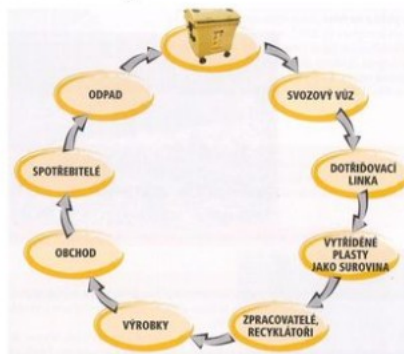 SVOZOVÝ VŮZ
DOTŘIĎOVACÍ
LINKA
VYTŘÍDĚNÉ
PLASTY
JAKO SUROVINA
ZPRACOVATELÉ,
RECYKLÁTOŘI
VÝROBKY
OBCHOD
SPOTŘEBITELÉ
ODPAD